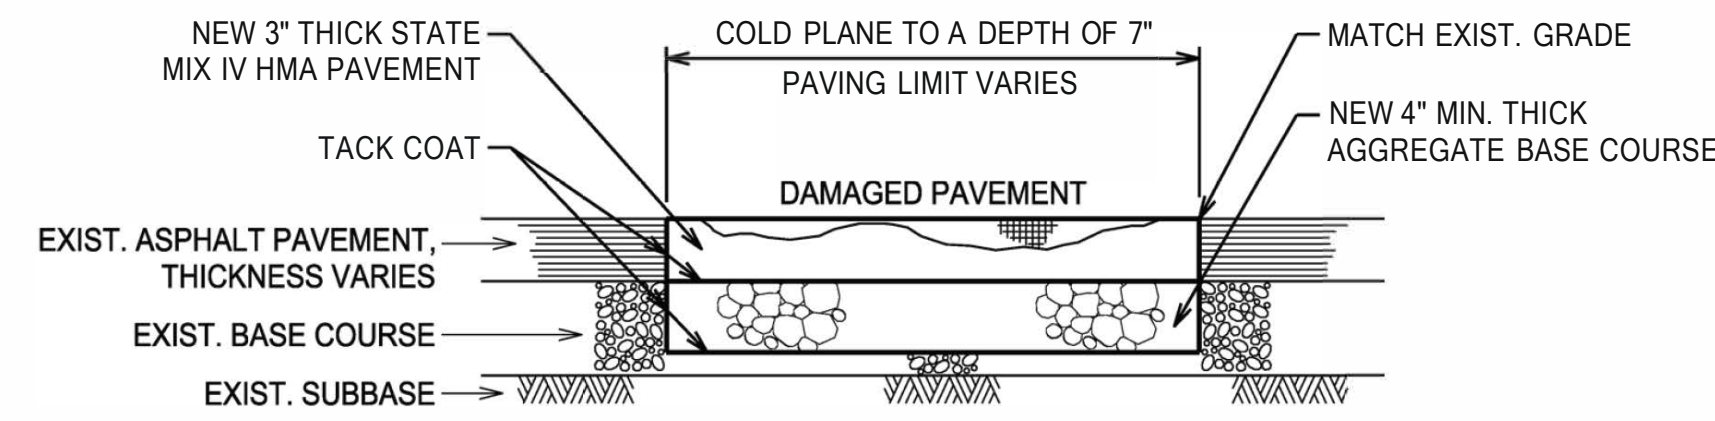 NEW 3" THICK STATE
MIX IV HMA PAVEMENT
TACK COAT
EXIST. ASPHALT PAVEMENT,
THICKNESS VARIES
EXIST. BASE COURSE
EXIST. SUBBASE
COLD PLANE TO A DEPTH OF 7"
PAVING LIMIT VARIES
DAMAGED PAVEMENT
MATCH EXIST. GRADE
NEW 4" MIN. THICK
AGGREGATE BASE COURSE